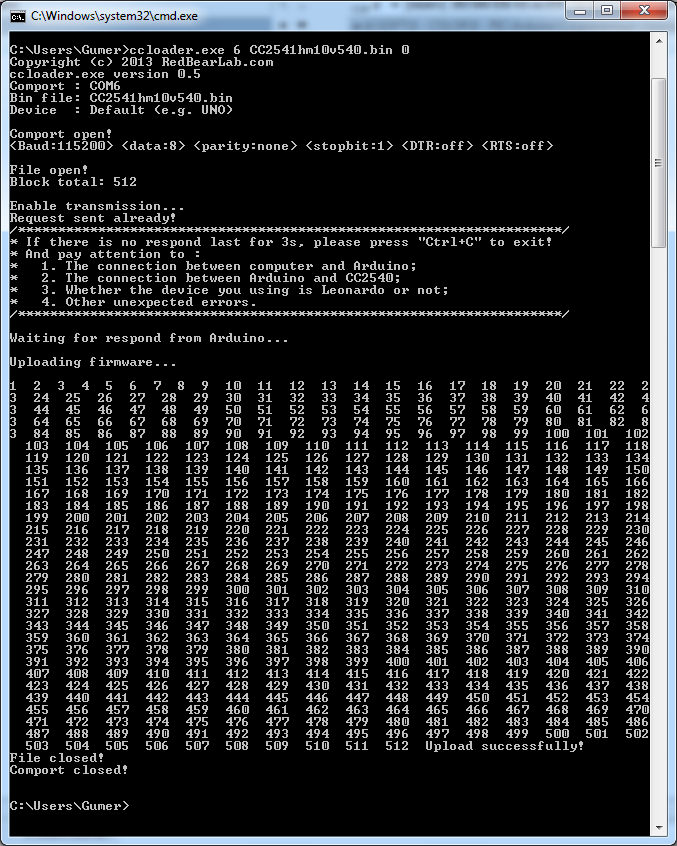 C:\Windows\system32\cmd.exe
C:\Users\Gumer>ccloader.exe 6 CC2541hm10v540.bin 0
Copyright (c) 2013 RedBearLab.com
ccloader.exe version 0.5
Comport : COM6
Bin file: CC2541hm10v540.bin
Device  : Default (e.g. UNO)
Comport open!
<Baud:115200> <data:8> <parity:none> <stopbit:1> <DTR:off> <RTS:off>
File open!
Block total: 512
Enable transmission...
Request sent already!
/********************************************************************/
* If there is no respond last for 3s, please press "Ctrl+C" to exit!
* And pay attention to :
*   1. The connection between computer and Arduino;
*   2. The connection between Arduino and CC2540;
*   3. Whether the device you using is Leonardo or not;
*   4. Other unexpected errors.
/********************************************************************/
Waiting for respond from Arduino...
Uploading firmware...
1  2  3  4  5  6  7  8  9  10  11  12  13  14  15  16  17  18  19  20  21  22  2
3  24  25  26  27  28  29  30  31  32  33  34  35  36  37  38  39  40  41  42  4
3  44  45  46  47  48  49  50  51  52  53  54  55  56  57  58  59  60  61  62  6
3  64  65  66  67  68  69  70  71  72  73  74  75  76  77  78  79  80  81  82  8
3  84  85  86  87  88  89  90  91  92  93  94  95  96  97  98  99  100  101  102
103  104  105  106  107  108  109  110  111  112  113  114  115  116  117  118
119  120  121  122  123  124  125  126  127  128  129  130  131  132  133  134
135  136  137  138  139  140  141  142  143  144  145  146  147  148  149  150
151  152  153  154  155  156  157  158  159  160  161  162  163  164  165  166
167  168  169  170  171  172  173  174  175  176  177  178  179  180  181  182
183  184  185  186  187  188  189  190  191  192  193  194  195  196  197  198
199  200  201  202  203  204  205  206  207  208  209  210  211  212  213  214
215  216  217  218  219  220  221  222  223  224  225  226  227  228  229  230
231  232  233  234  235  236  237  238  239  240  241  242  243  244  245  246
247  248  249  250  251  252  253  254  255  256  257  258  259  260  261  262
263  264  265  266  267  268  269  270  271  272  273  274  275  276  277  278
279  280  281  282  283  284  285  286  287  288  289  290  291  292  293  294
295  296  297  298  299  300  301  302  303  304  305  306  307  308  309  310
311  312  313  314  315  316  317  318  319  320  321  322  323  324  325  326
327  328  329  330  331  332  333  334  335  336  337  338  339  340  341  342
343  344  345  346  347  348  349  350  351  352  353  354  355  356  357  358
359  360  361  362  363  364  365  366  367  368  369  370  371  372  373  374
375  376  377  378  379  380  381  382  383  384  385  386  387  388  389  390
391  392  393  394  395  396  397  398  399  400  401  402  403  404  405  406
407  408  409  410  411  412  413  414  415  416  417  418  419  420  421  422
423  424  425  426  427  428  429  430  431  432  433  434  435  436  437  438
439  440  441  442  443  444  445  446  447  448  449  450  451  452  453  454
455  456  457  458  459  460  461  462  463  464  465  466  467  468  469  470
471  472  473  474  475  476  477  478  479  480  481  482  483  484  485  486
487  488  489  490  491  492  493  494  495  496  497  498  499  500  501  502
503  504  505  506  507  508  509  510  511  512  Upload successfully!
File closed!
Comport closed!
C:\Users\Gumer>